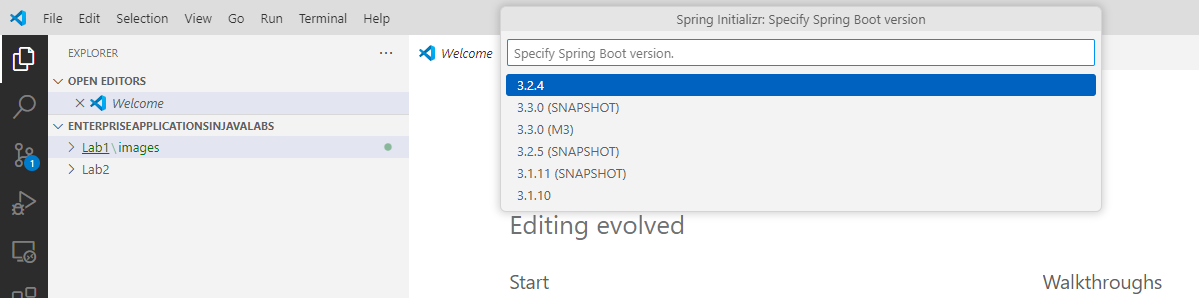 File Edit Selection View Go Run Terminal Help
Spring Initializr: Specify Spring Boot version
Specify Spring Boot version.
3.2.4
3.3.0 (SNAPSHOT)
3.3.0 (M3)
3.2.5 (SNAPSHOT)
3.1.11 (SNAPSHOT)
3.1.10
EXPLORER
OPEN EDITORS
Welcome
ENTERPRISEAPPLICATIONSINJAVALABS
Lab1\images
Lab2
1
Welcome
Editing evolved
Start
Walkthroughs